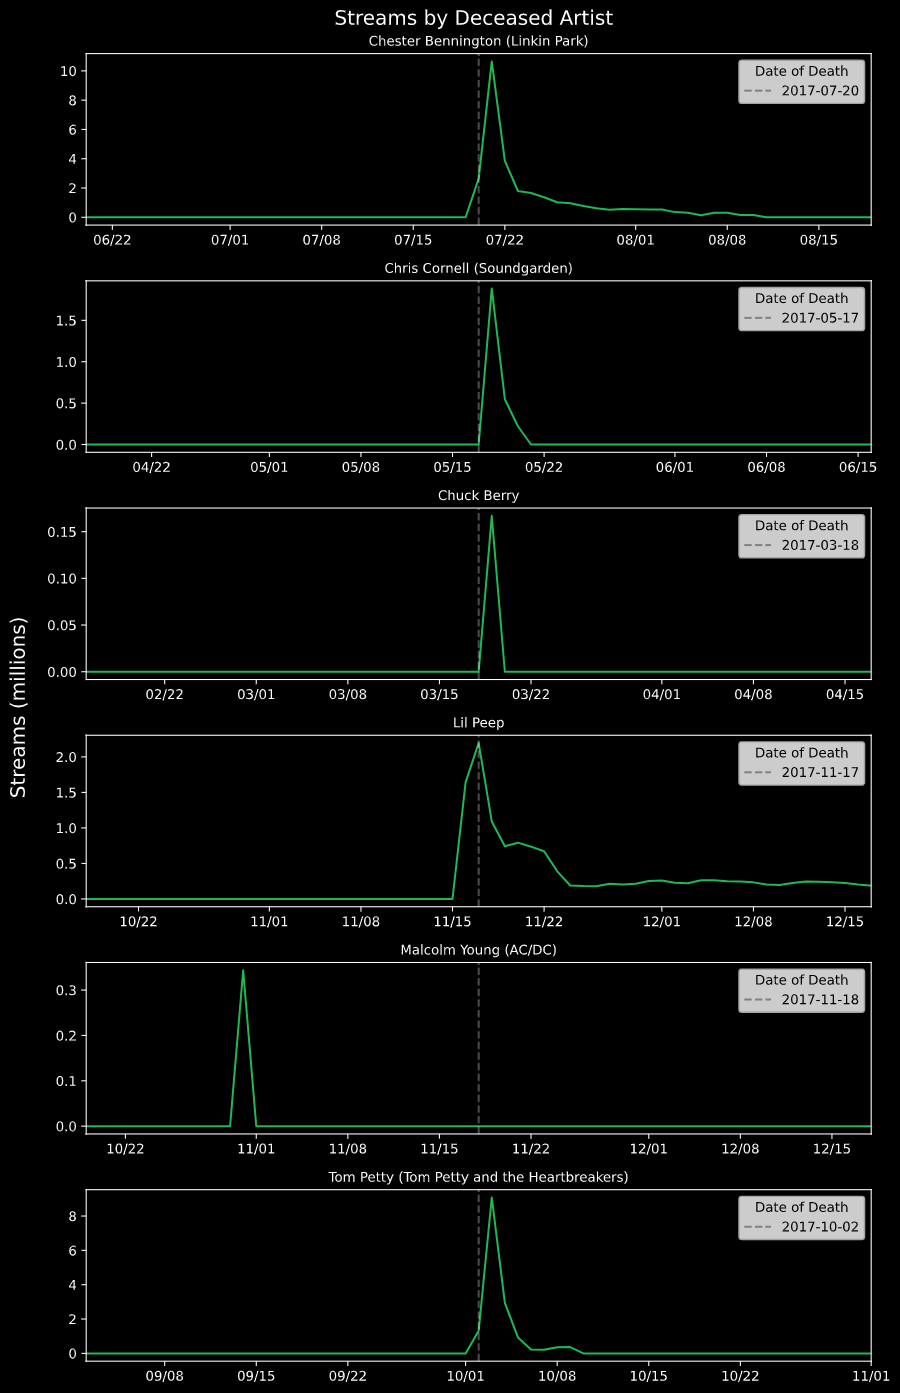 Streams by Deceased Artist
Chester Bennington (Linkin Park)
Date of Death
2017-07-20
10
8
6
4
2
0
06/22 07/01 07/08 07/15 07/22 08/01 08/08 08/15
Chris Cornell (Soundgarden)
Date of Death
2017-05-17
1.5
1.0
0.5
0.0
04/22 05/01 05/08 05/15 05/22 06/01 06/08 06/15
Chuck Berry
Date of Death
2017-03-18
0.15
0.10
0.05
0.00
02/22 03/01 03/08 03/15 03/22 04/01 04/08 04/15
Streams (millions)
Lil Peep
Date of Death
2017-11-17
2.0
1.5
1.0
0.5
0.0
10/22 11/01 11/08 11/15 11/22 12/01 12/08 12/15
Malcolm Young (AC/DC)
Date of Death
2017-11-18
0.3
0.2
0.1
0.0
10/22 11/01 11/08 11/15 11/22 12/01 12/08 12/15
Tom Petty (Tom Petty and the Heartbreakers)
Date of Death
2017-10-02
8
6
4
2
0
09/08 09/15 09/22 10/01 10/08 10/15 10/22 11/01